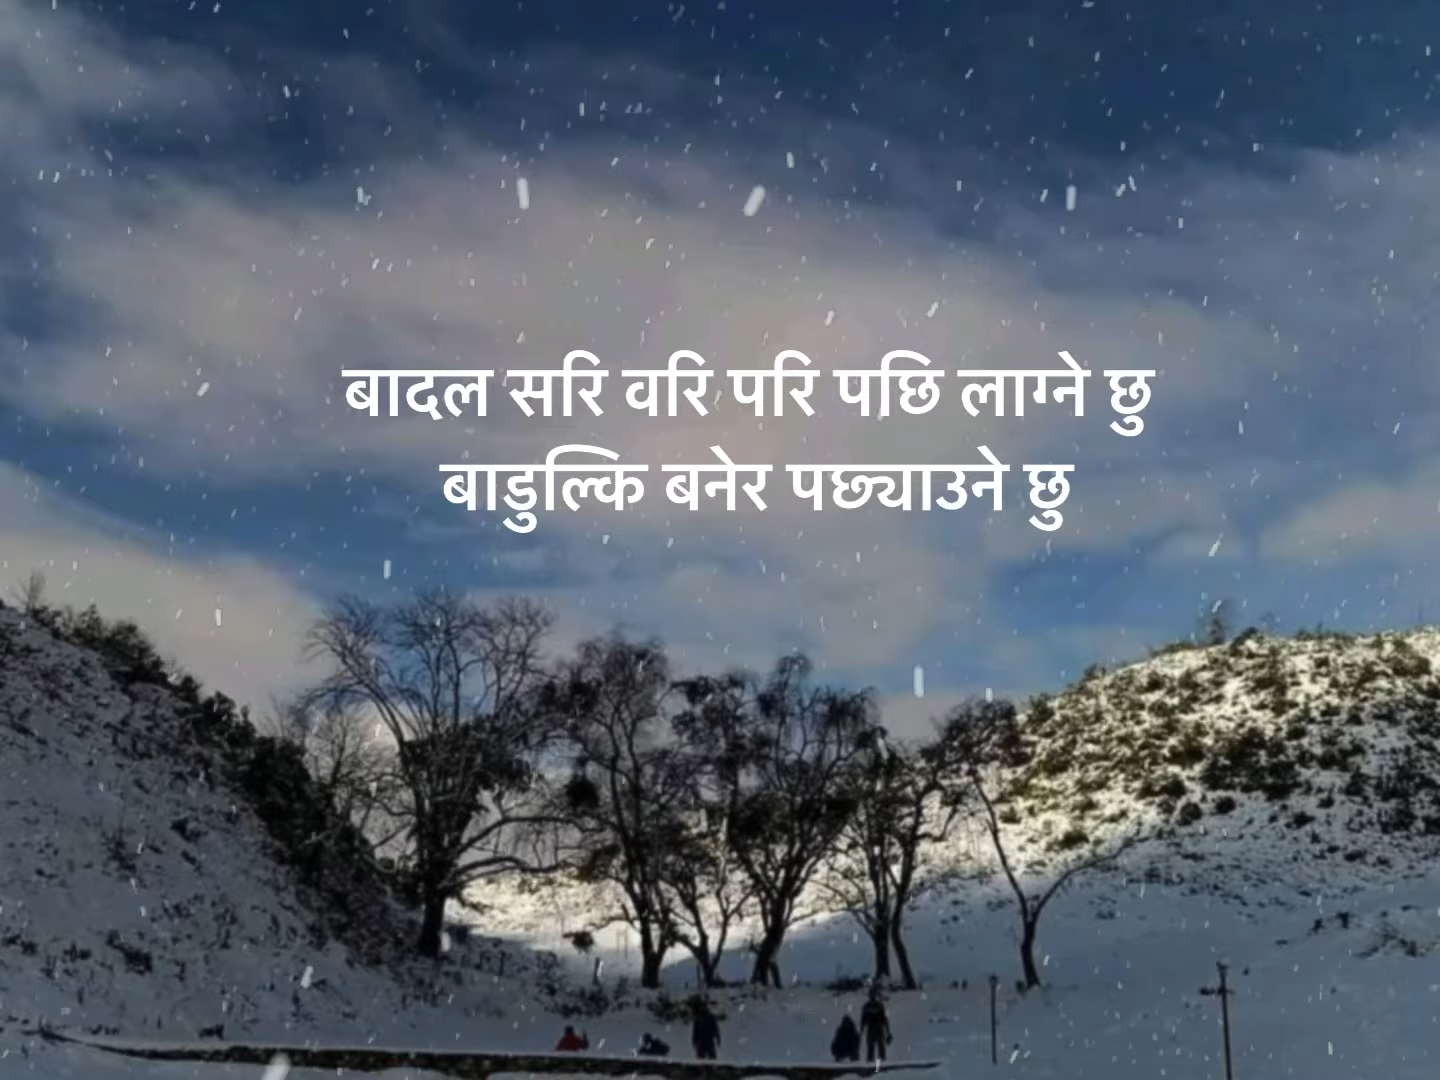 बादल सरि वरि परि पछि लाग्ने छु
बाडुल्कि बनेर पछ्याउने छु